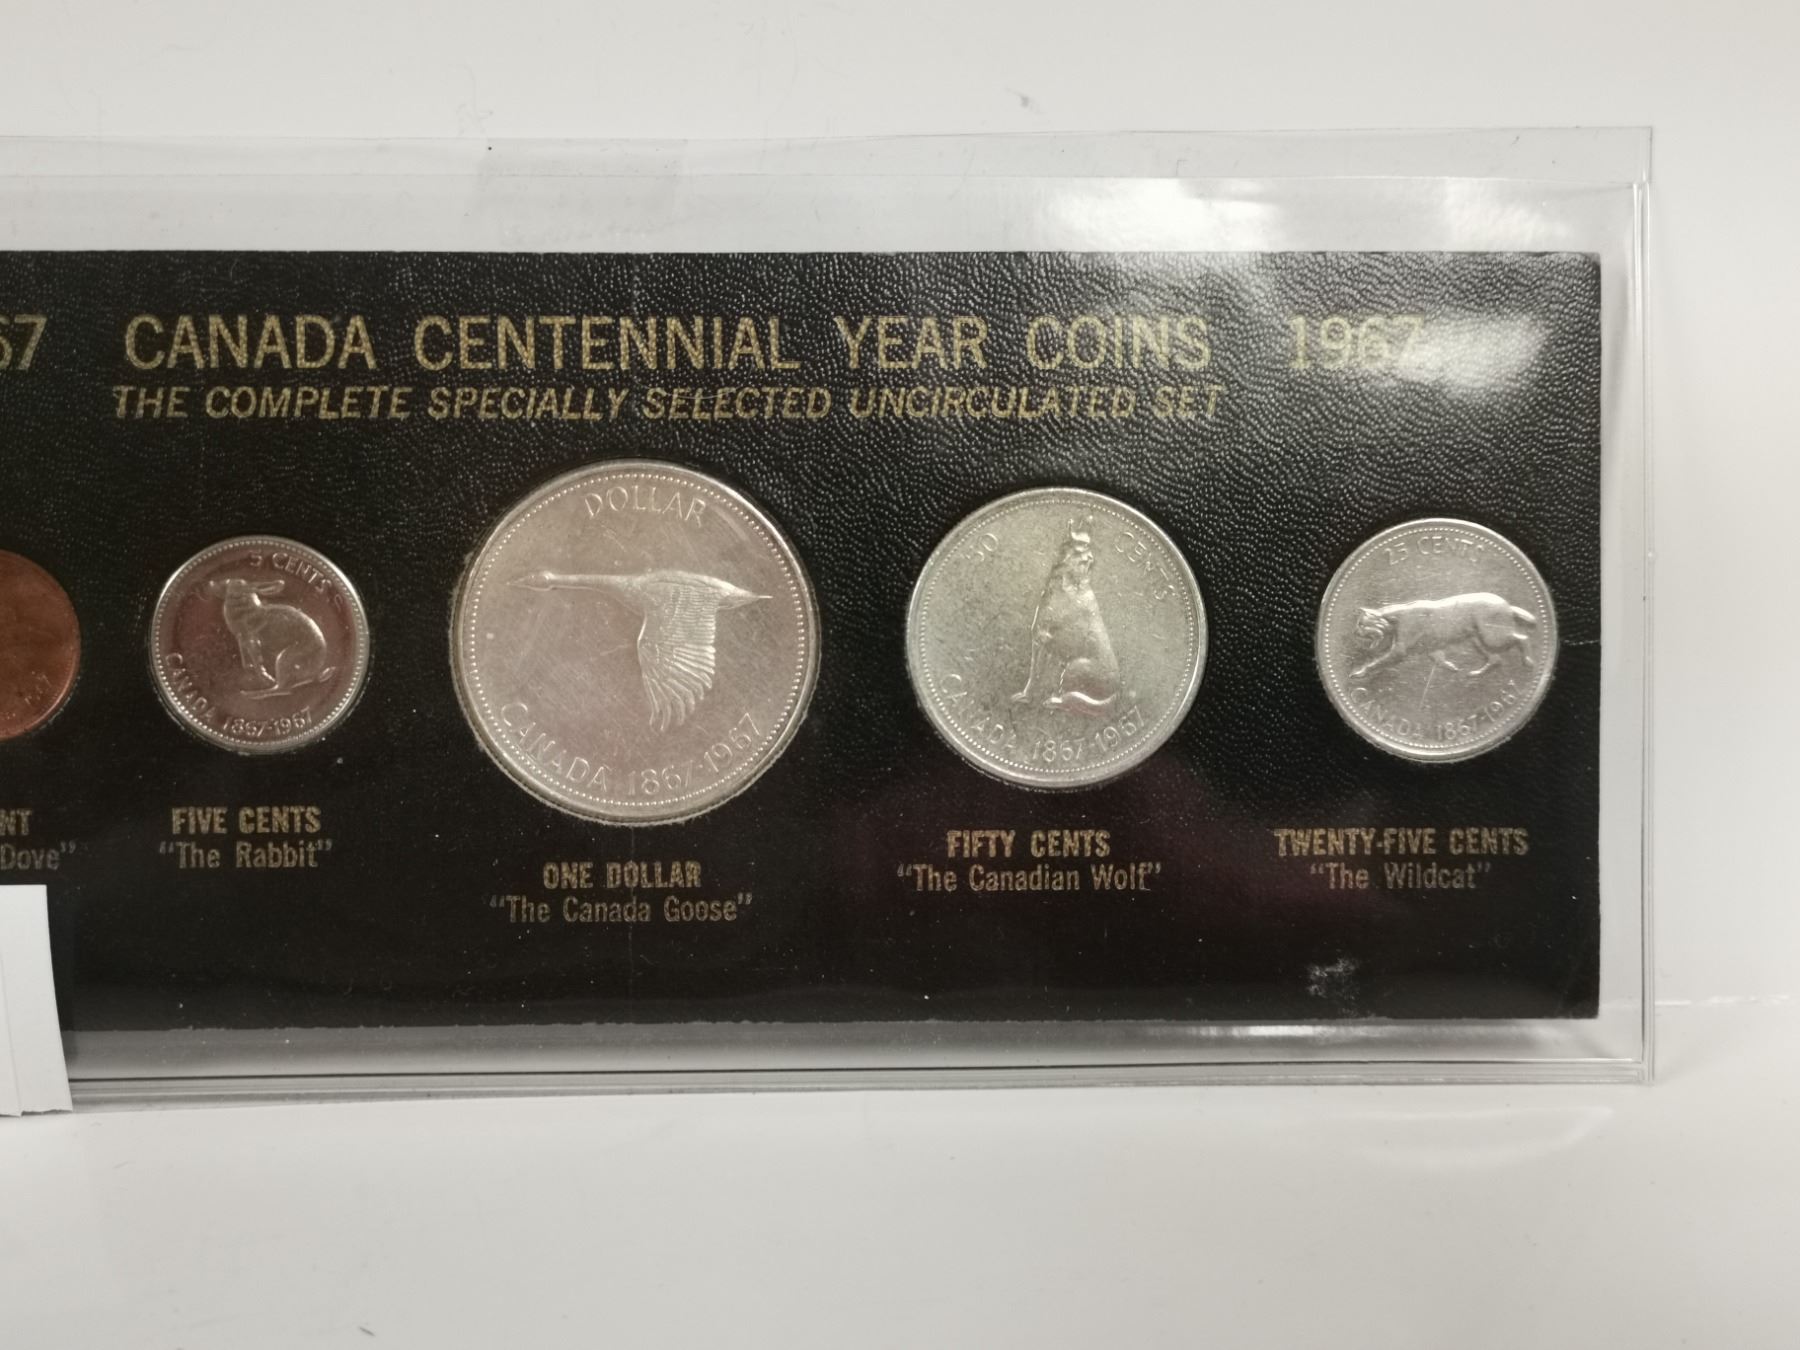 67 CANADA CENTENNIAL YEAR COINS 1967
THE COMPLETE SPECIALLY SELECTED UNCIRCULATED SET
5 CENTS
CANADA 1867-1967
DOLLAR
CANADA 1867-1967
50 CENTS
CANADA 1867-1967
25 CENTS
CANADA 1867-1967
NT
Dove"
FIVE CENTS
"The Rabbit"
ONE DOLLAR
"The Canada Goose"
FIFTY CENTS
"The Canadian Wolf"
TWENTY-FIVE CENTS
"The Wildcat"